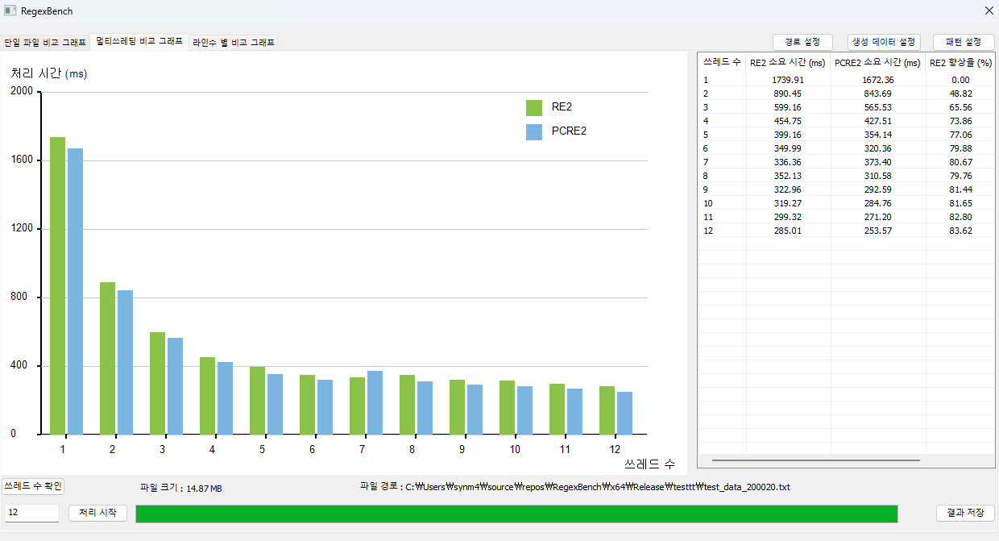 RegexBench
단일 파일 비교 그래프 멀티쓰레딩 비교 그래프 라인수 별 비교 그래프
경로 설정 생성 데이터 설정 패턴 설정
처리 시간 (ms)
2000
1600
1200
800
400
0
RE2
PCRE2
1 2 3 4 5 6 7 8 9 10 11 12
쓰레드 수
쓰레드 수 RE2 소요 시간 (ms) PCRE2 소요 시간 (ms) RE2 향상율 (%)
1 1739.91 1672.36 0.00
2 890.45 843.69 48.82
3 599.16 565.53 65.56
4 454.75 427.51 73.86
5 399.16 354.14 77.06
6 349.99 320.36 79.88
7 336.36 373.40 80.67
8 352.13 310.58 79.76
9 322.96 292.59 81.44
10 319.27 284.76 81.65
11 299.32 271.20 82.80
12 285.01 253.57 83.62
쓰레드 수 확인 파일 크기 : 14.87 MB 파일 경로 : C:₩Users₩synm4₩source₩repos₩RegexBench₩x64₩Release₩testtt₩test_data_200020.txt
12 처리 시작 결과 저장